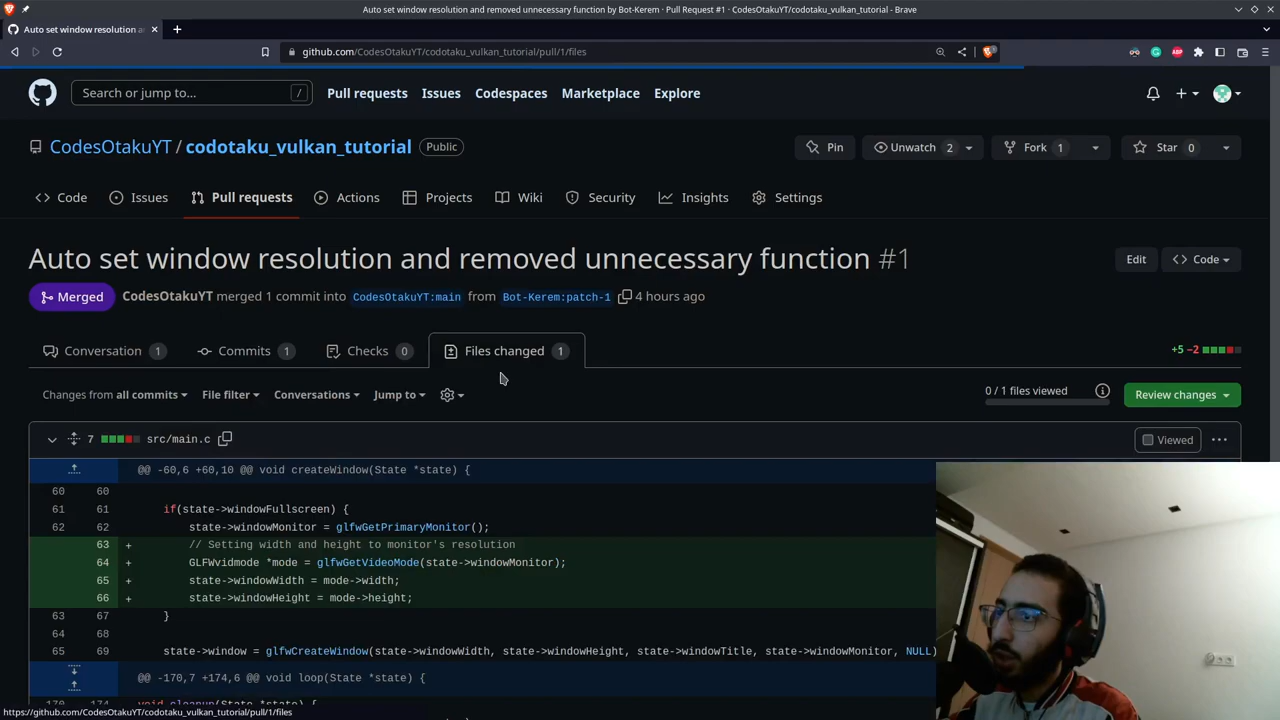 Auto set window resolution and removed unnecessary function by Bot-Kerem · Pull Request #1 · CodesOtakuYT/codotaku_vulkan_tutorial - Brave
Auto set window resolution a
github.com/CodesOtakuYT/codotaku_vulkan_tutorial/pull/1/files
Search or jump to... /
Pull requests Issues Codespaces Marketplace Explore
CodesOtakuYT / codotaku_vulkan_tutorial Public
Pin Unwatch 2 Fork 1 Star 0
Code Issues Pull requests Actions Projects Wiki Security Insights Settings
Auto set window resolution and removed unnecessary function #1
Edit <> Code
Merged CodesOtakuYT merged 1 commit into CodesOtakuYT:main from Bot-Kerem:patch-1 4 hours ago
Conversation 1 Commits 1 Checks 0 Files changed 1
+5 −2
Changes from all commits File filter Conversations Jump to
0 / 1 files viewed Review changes
7 src/main.c Viewed
@@ -60,6 +60,10 @@ void createWindow(State *state) {
60 60
61 61 if(state->windowFullscreen) {
62 62 state->windowMonitor = glfwGetPrimaryMonitor();
63 + // Setting width and height to monitor's resolution
64 + GLFWvidmode *mode = glfwGetVideoMode(state->windowMonitor);
65 + state->windowWidth = mode->width;
66 + state->windowHeight = mode->height;
63 67 }
64 68
65 69 state->window = glfwCreateWindow(state->windowWidth, state->windowHeight, state->windowTitle, state->windowMonitor, NULL)
@@ -170,7 +174,6 @@ void loop(State *state) {
170 174 void cleanup(State *state) {
https://github.com/CodesOtakuYT/codotaku_vulkan_tutorial/pull/1/files